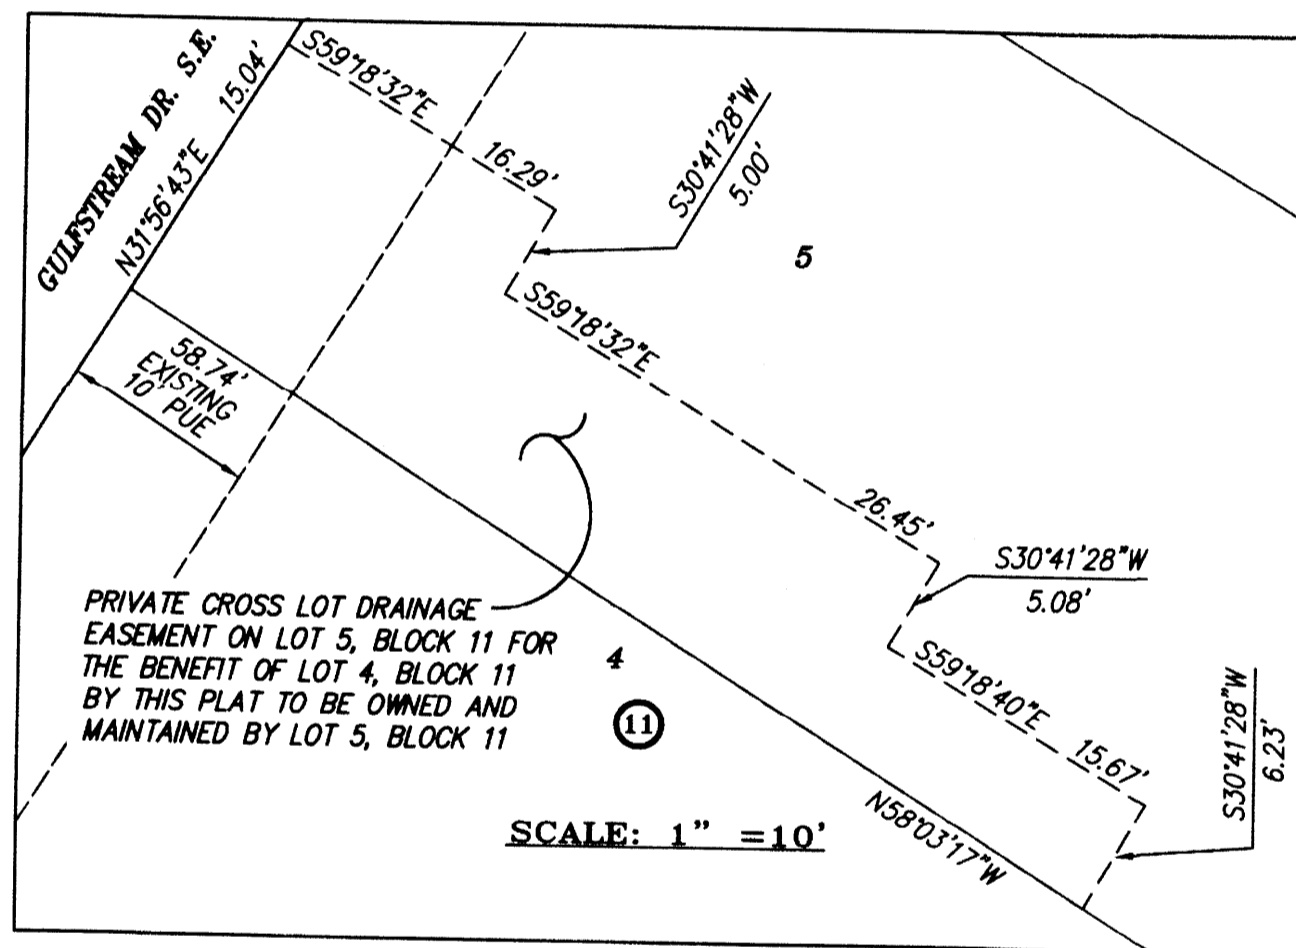 GULFSTREAM DR. S.E.
N31°56'43"E 15.04'
S59°18'32"E 16.29'
S30°41'28"W
5.00'
5
S59°18'32"E 26.45'
58.74'
EXISTING
10' PUE
S30°41'28"W
5.08'
PRIVATE CROSS LOT DRAINAGE
EASEMENT ON LOT 5, BLOCK 11 FOR
THE BENEFIT OF LOT 4, BLOCK 11
BY THIS PLAT TO BE OWNED AND
MAINTAINED BY LOT 5, BLOCK 11
4
11
S59°18'40"E 15.67'
S30°41'28"W
6.23'
N58°03'17"W
SCALE: 1" =10'